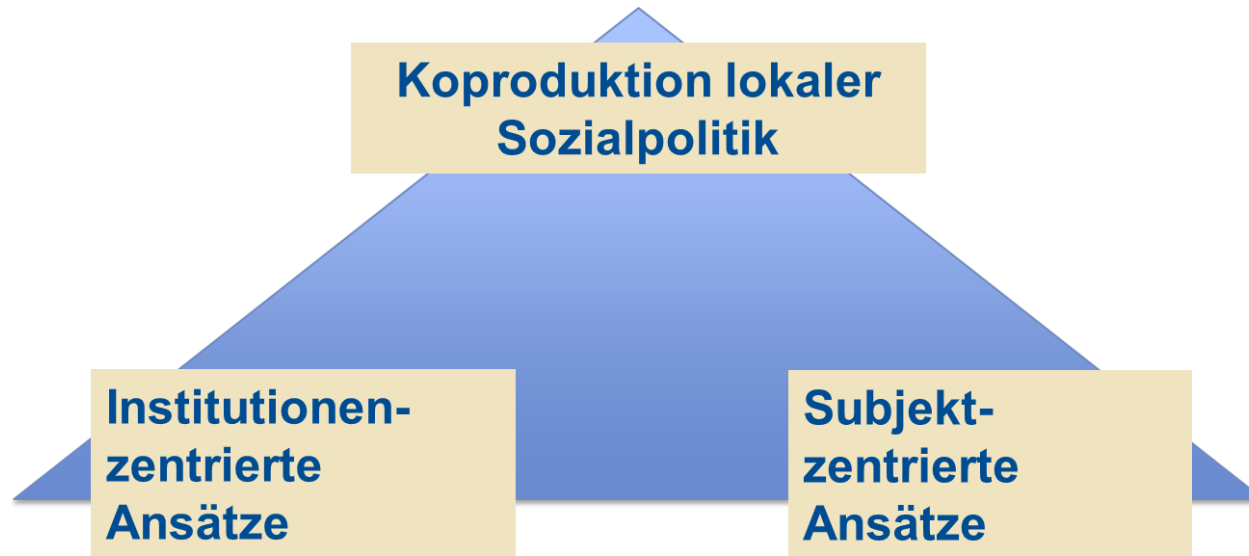 Koproduktion lokaler
Sozialpolitik
Institutionen-
zentrierte
Ansätze
Subjekt-
zentrierte
Ansätze